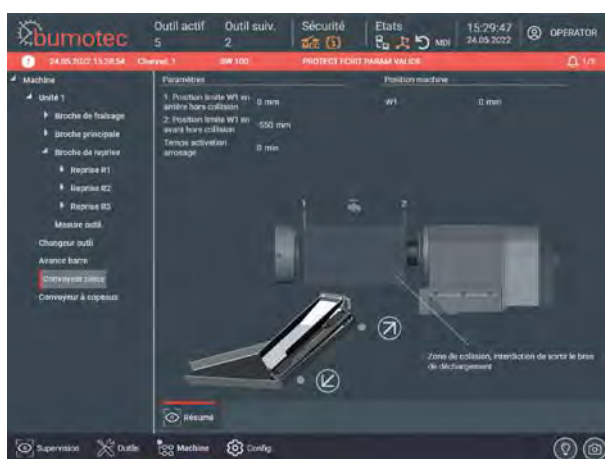 bumotec
Outil actif
5
Outil suiv.
2
Sécurité
Etats
MDI
15:29:47
24.05.2022
OPERATOR
24.05.2022 15:28:54 Channel_1 SW 100 PROTECT FCHT PARAM VALIDE 1/1
Machine
Unité 1
Broche de fraisage
Broche principale
Broche de reprise
Reprise R1
Reprise R2
Reprise R3
Mesure outil
Changeur outil
Avance barre
Convoyeur pièce
Convoyeur à copeaux
Paramètres
1: Position limite W1 en
arrière hors collision
0 mm
2: Position limite W1 en
avant hors collision
-550 mm
Temps activation
arrosage
0 min
Position machine
W1 0 mm
1 2
Zone de collision, interdiction de sortir le bras
de déchargement
Résumé
Supervision Outils Machine Config.